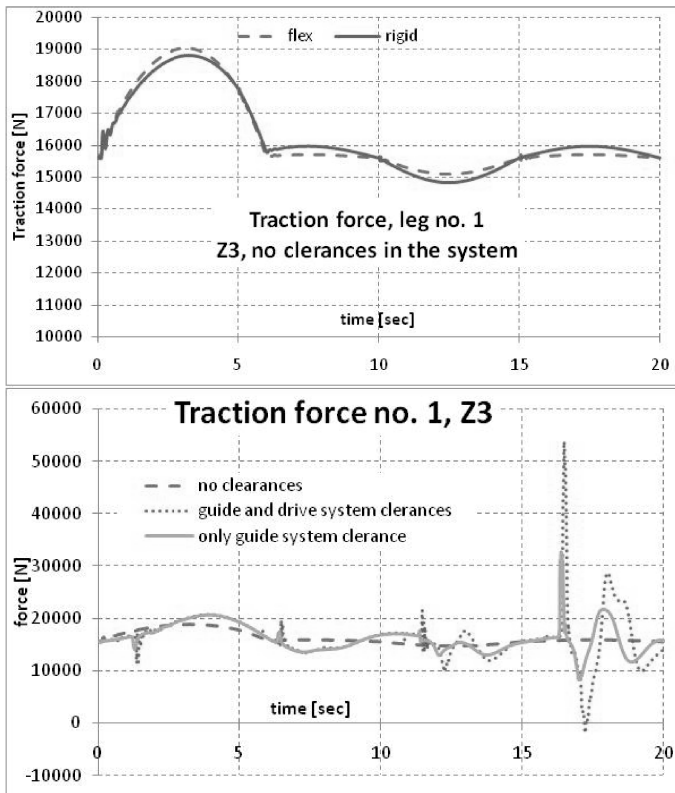 19000
18000
17000
16000
15000
14000
13000
12000
11000
10000
Traction force [N]
flex rigid
Traction force, leg no. 1
Z3, no clerances in the system
time [sec]
0 5 10 15 20
Traction force no. 1, Z3
60000
50000
40000
30000
20000
10000
0
-10000
force [N]
no clearances
guide and drive system clerances
only guide system clerance
time [sec]
0 5 10 15 20